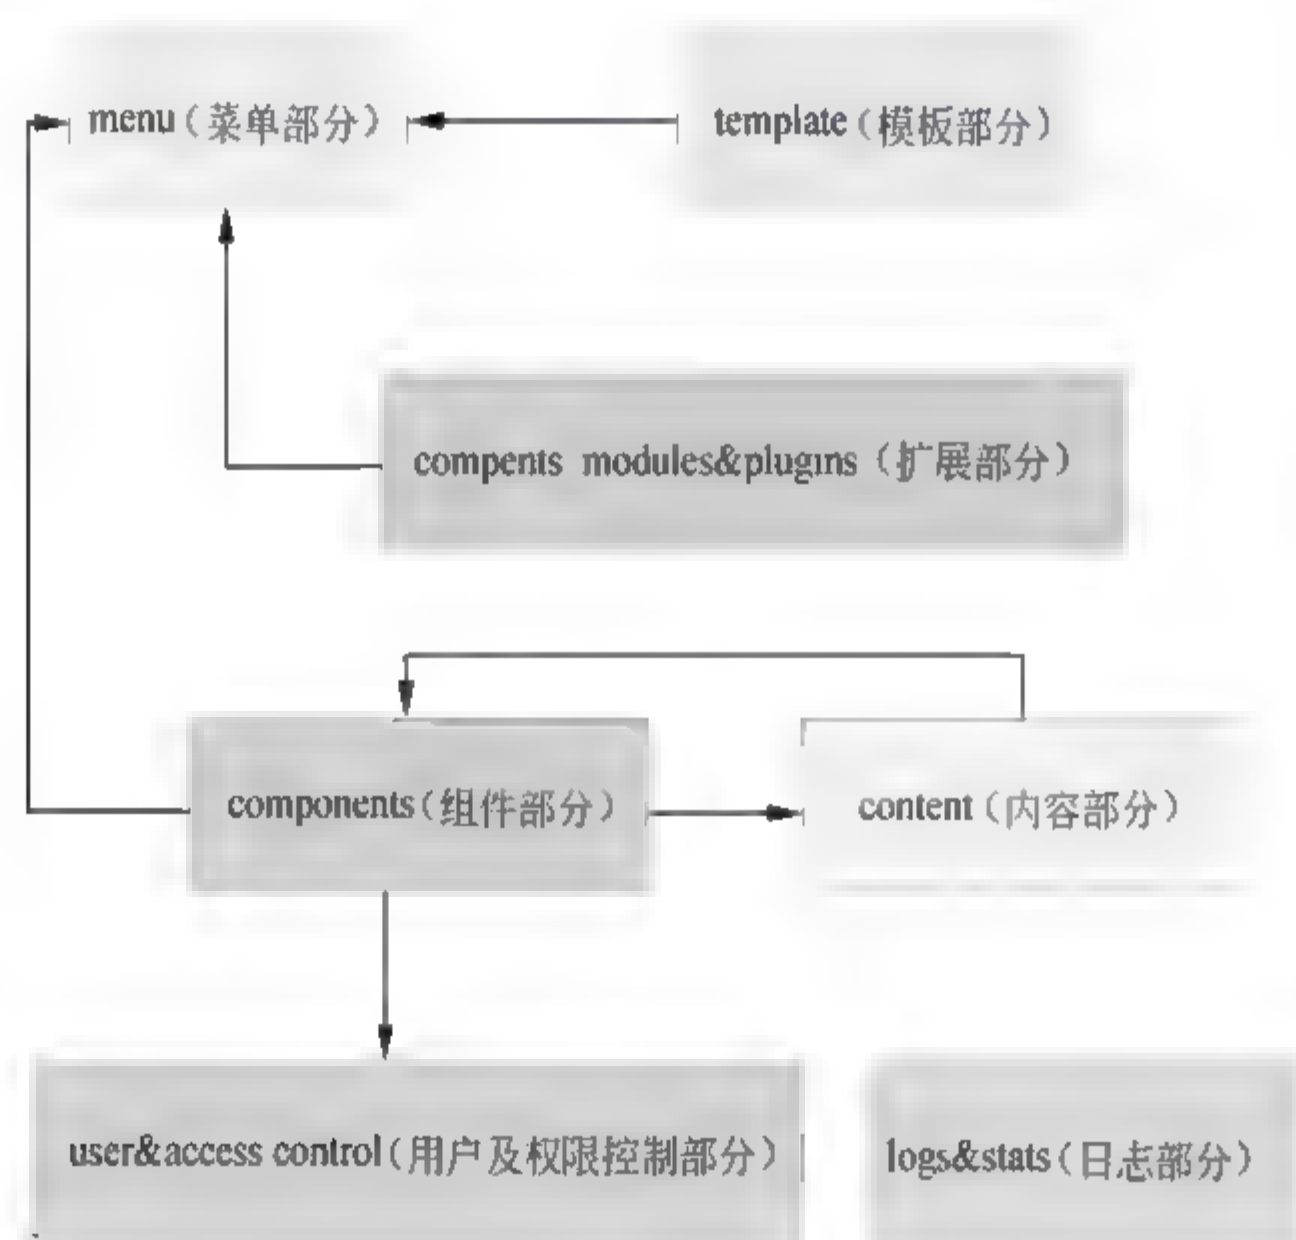 menu（菜单部分）
template（模板部分）
compents modules&plugins（扩展部分）
components（组件部分）
content（内容部分）
user&access control（用户及权限控制部分）
logs&stats（日志部分）